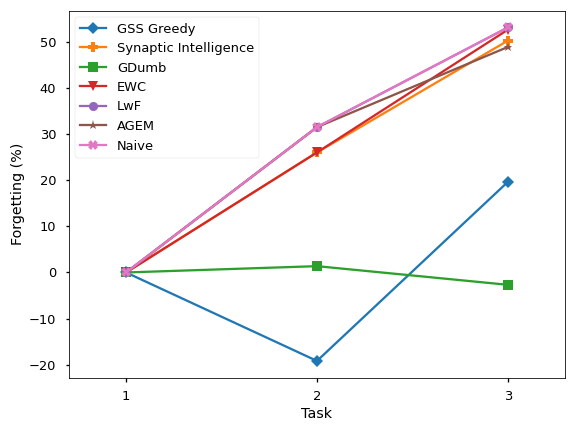 GSS Greedy
Synaptic Intelligence
GDumb
EWC
LwF
AGEM
Naive
Forgetting (%)
50
40
30
20
10
0
−10
−20
1 2 3
Task